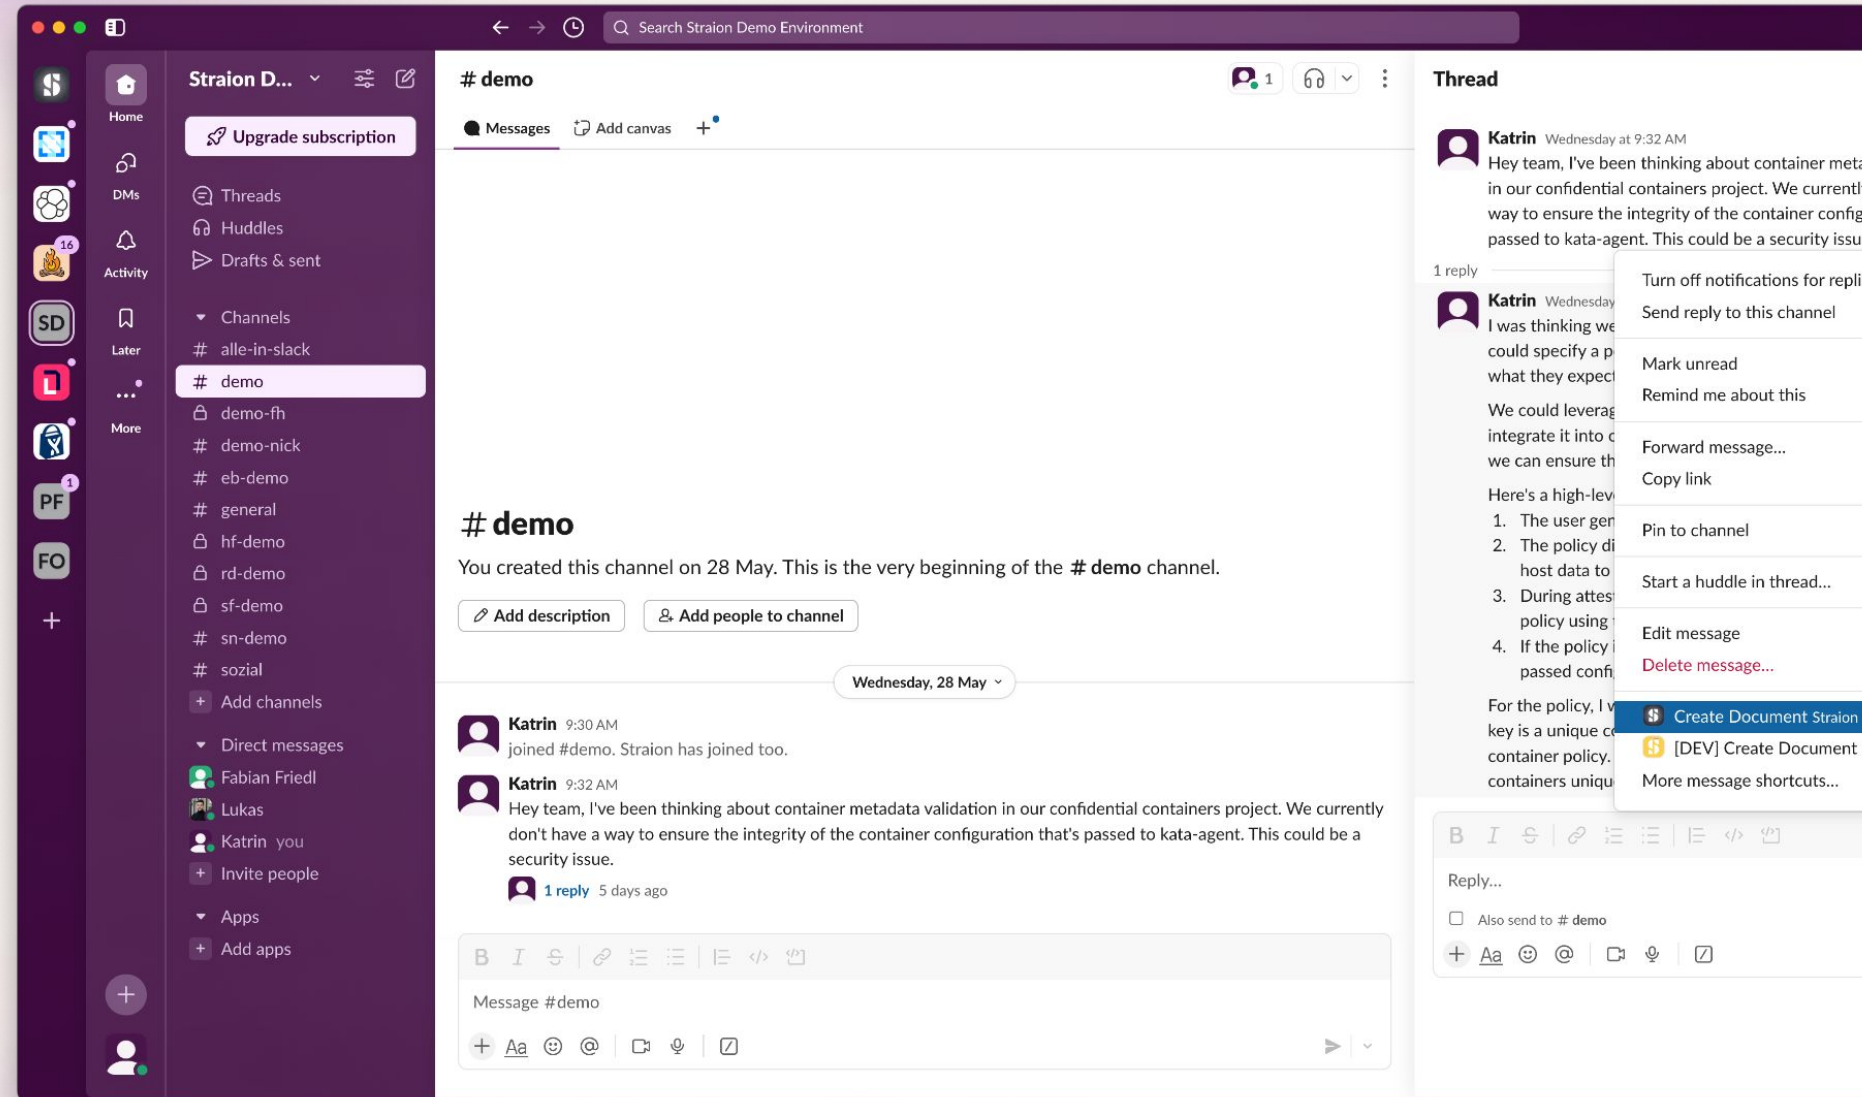 Search Straion Demo Environment
Home
DMs
Activity
Later
More
16
SD
PF
1
FO
Straion D...
Upgrade subscription
Threads
Huddles
Drafts & sent
Channels
# alle-in-slack
# demo
demo-fh
# demo-nick
# eb-demo
# general
hf-demo
rd-demo
sf-demo
# sn-demo
# sozial
+ Add channels
Direct messages
Fabian Friedl
Lukas
Katrin you
+ Invite people
Apps
+ Add apps
# demo
1
Messages
Add canvas
+
# demo
You created this channel on 28 May. This is the very beginning of the # demo channel.
Add description
Add people to channel
Wednesday, 28 May
Katrin 9:30 AM
joined #demo. Straion has joined too.
Katrin 9:32 AM
Hey team, I've been thinking about container metadata validation in our confidential containers project. We currently
don't have a way to ensure the integrity of the container configuration that's passed to kata-agent. This could be a
security issue.
1 reply 5 days ago
B I S
Message #demo
+ Aa @
Thread
Katrin Wednesday at 9:32 AM
Hey team, I've been thinking about container meta
in our confidential containers project. We currentl
way to ensure the integrity of the container config
passed to kata-agent. This could be a security issu
1 reply
Katrin Wednesday
I was thinking we
could specify a p
what they expect
We could leverag
integrate it into c
we can ensure th
Here's a high-lev
1. The user gen
2. The policy di
host data to
3. During attest
policy using
4. If the policy i
passed config
For the policy, I w
key is a unique co
container policy.
containers uniqu
Turn off notifications for repli
Send reply to this channel
Mark unread
Remind me about this
Forward message...
Copy link
Pin to channel
Start a huddle in thread...
Edit message
Delete message...
Create Document Straion
[DEV] Create Document
More message shortcuts...
B I S
Reply...
Also send to # demo
+ Aa @